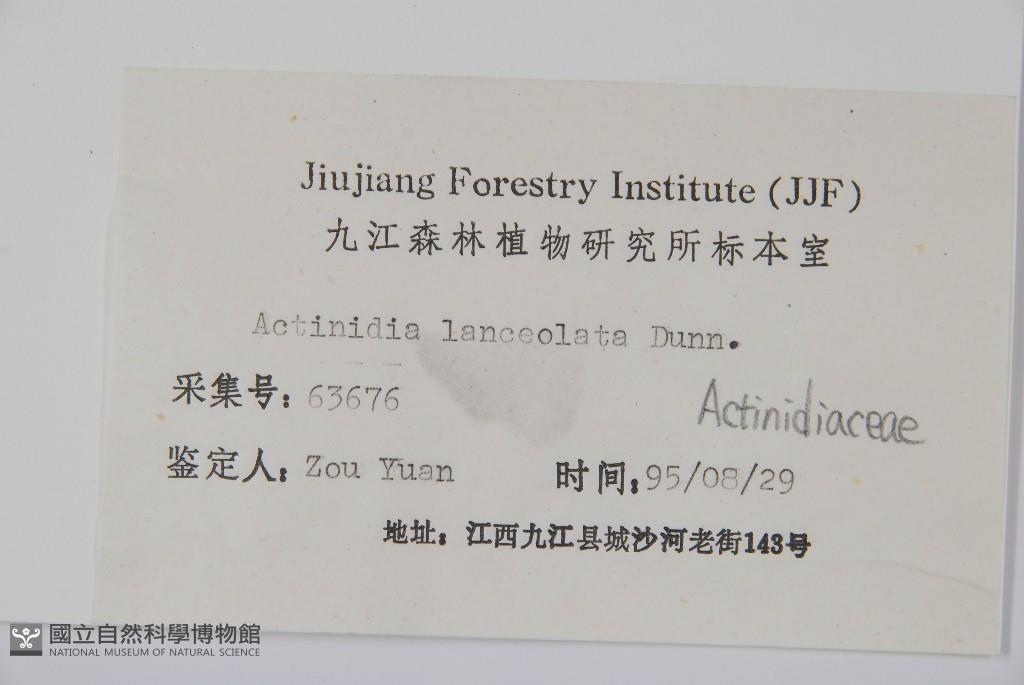 Jiujiang Forestry Institute (JJF)
九江森林植物研究所标本室
Actinidia lanceolata Dunn.
采集号: 63676
Actinidiaceae
鉴定人: Zou Yuan 时间: 95/08/29
地址: 江西九江县城沙河老街143号
國立自然科學博物館
NATIONAL MUSEUM OF NATURAL SCIENCE